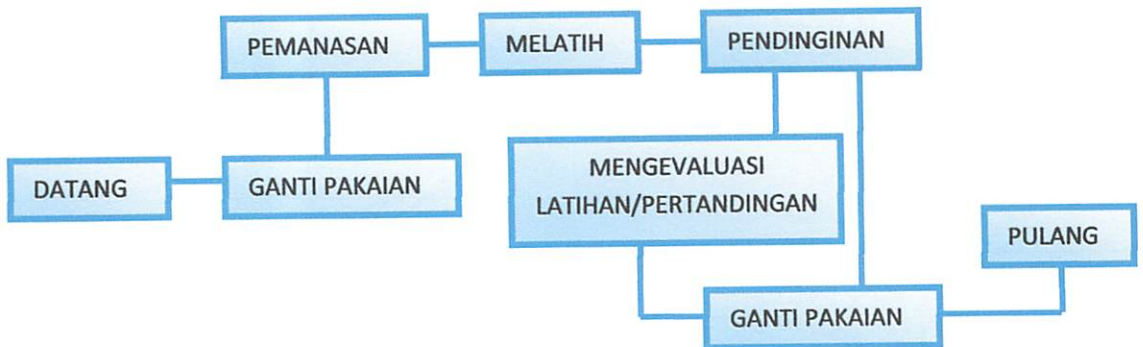 PEMANASAN
MELATIH
PENDINGINAN
DATANG
GANTI PAKAIAN
MENGEVALUASI
LATIHAN/PERTANDINGAN
PULANG
GANTI PAKAIAN